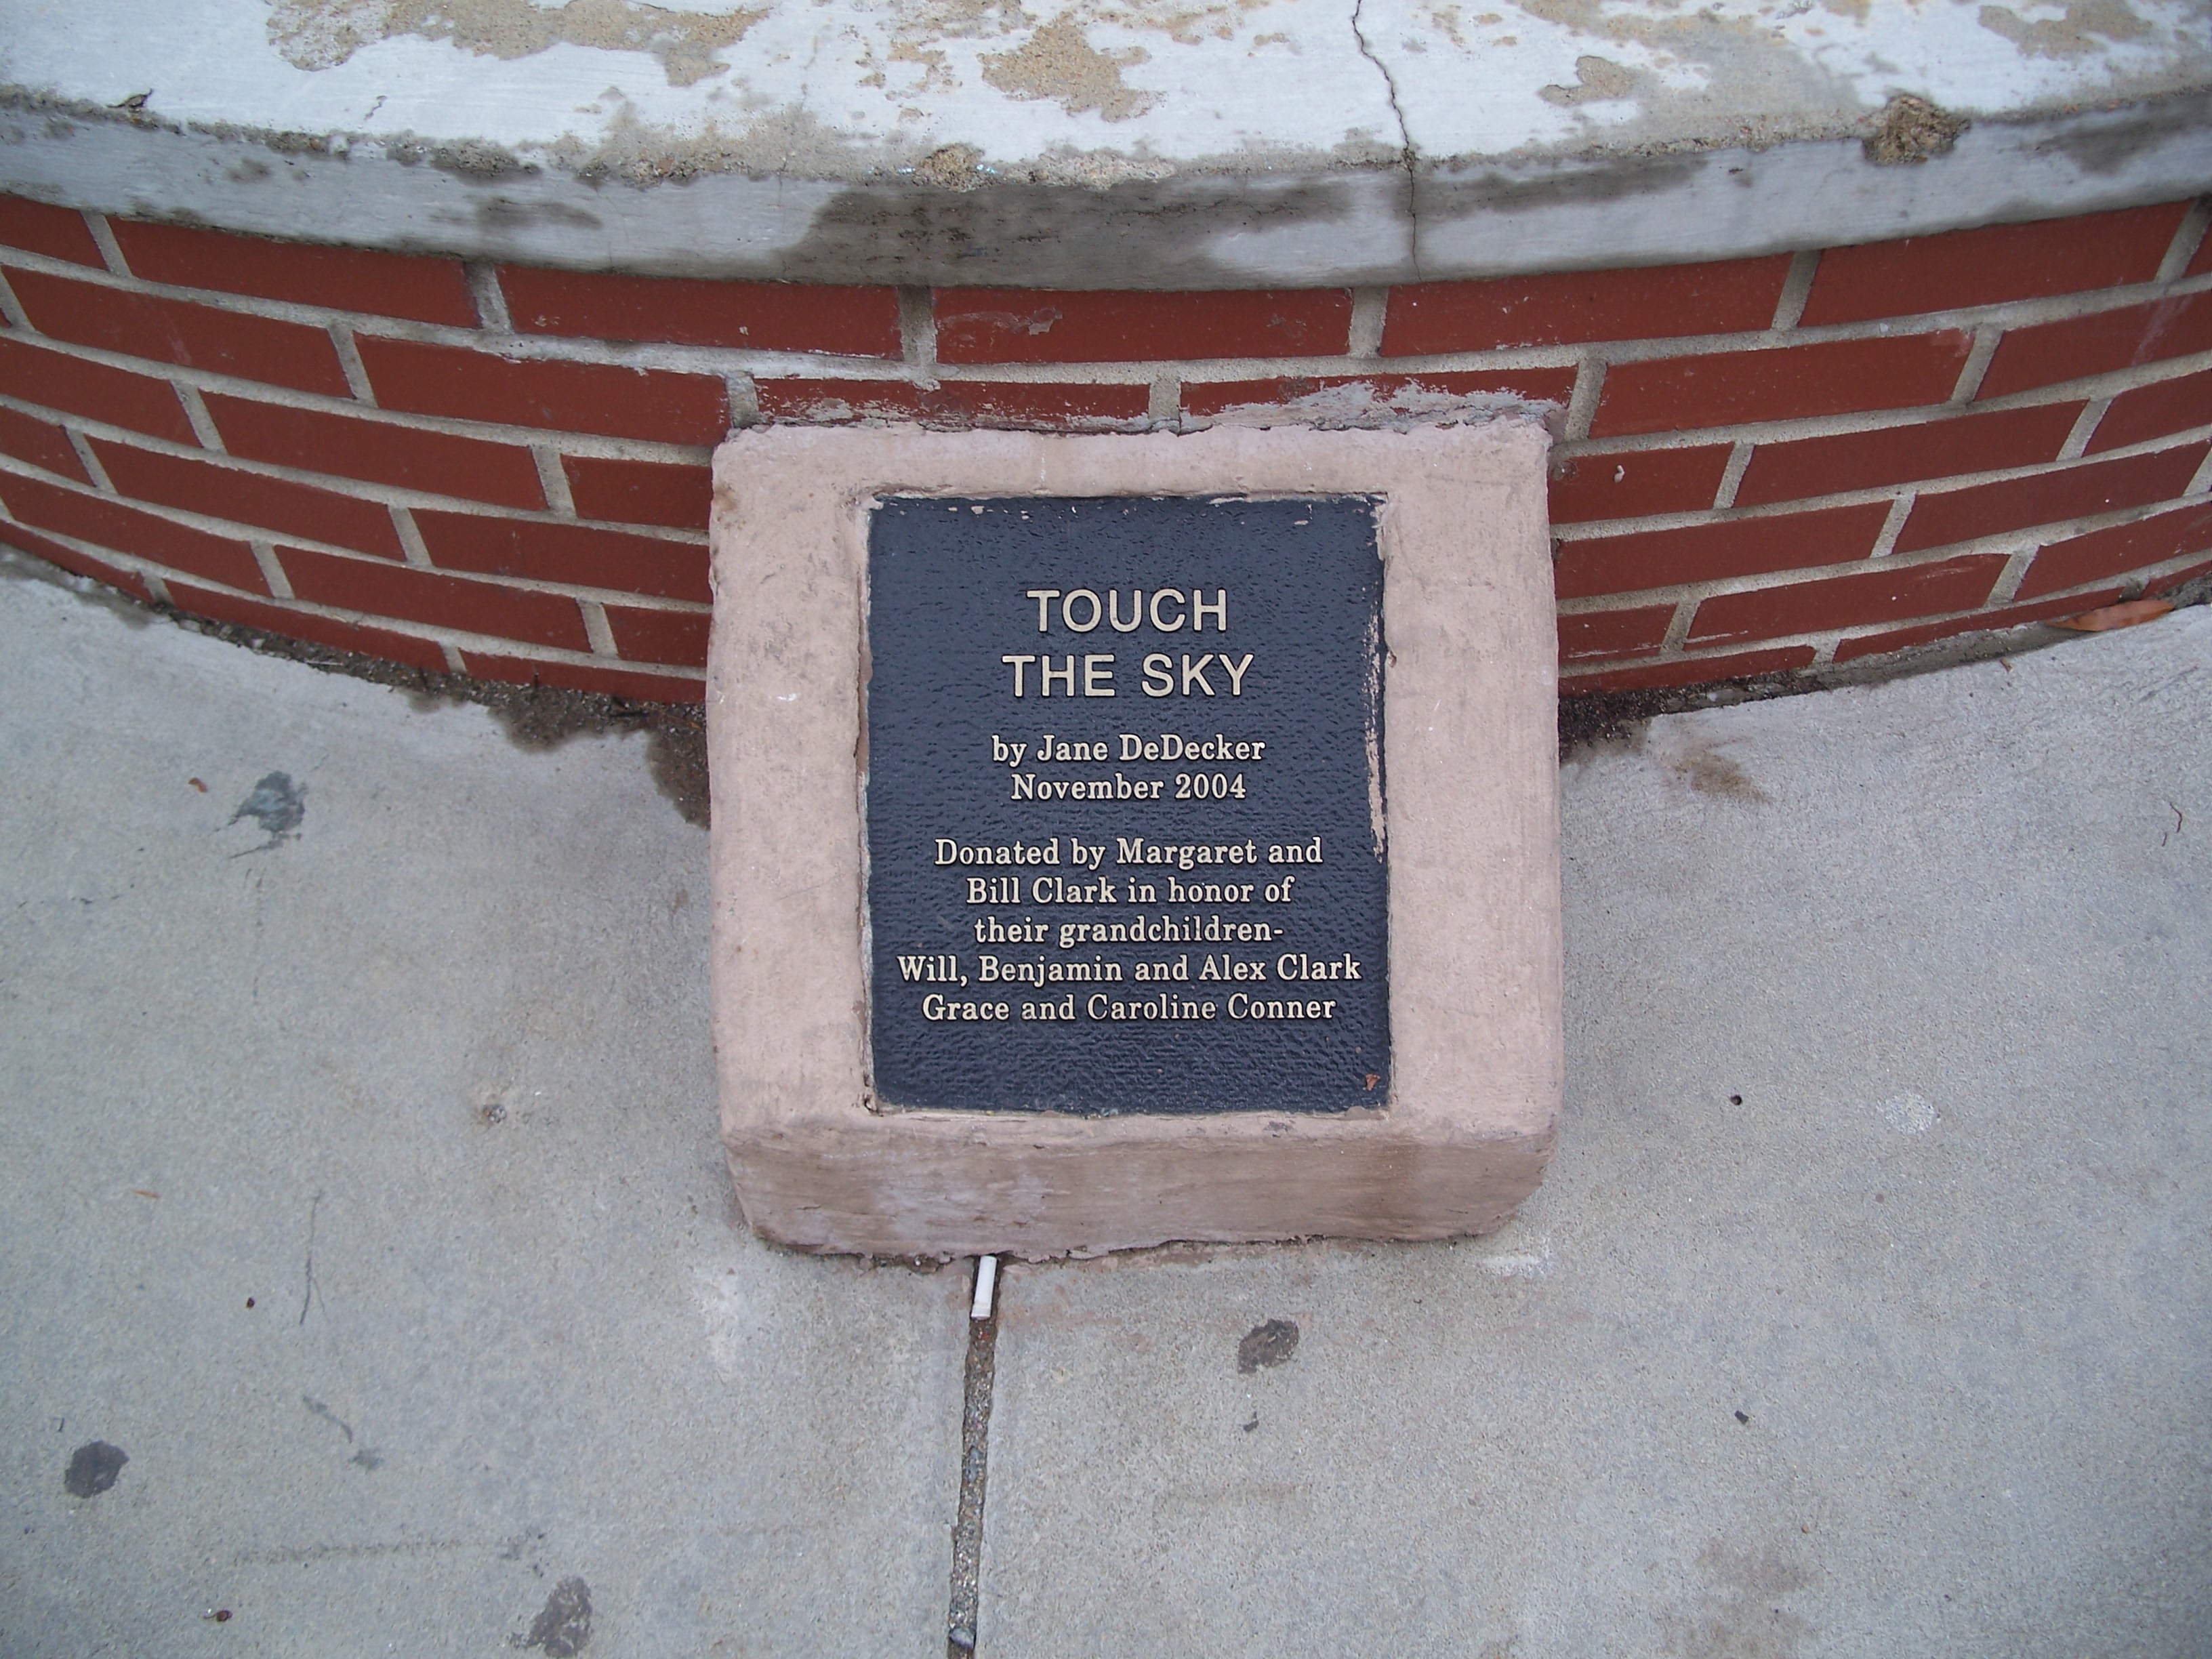 TOUCH
THE SKY
by Jane DeDecker
November 2004
Donated by Margaret and
Bill Clark in honor of
their grandchildren-
Will, Benjamin and Alex Clark
Grace and Caroline Conner